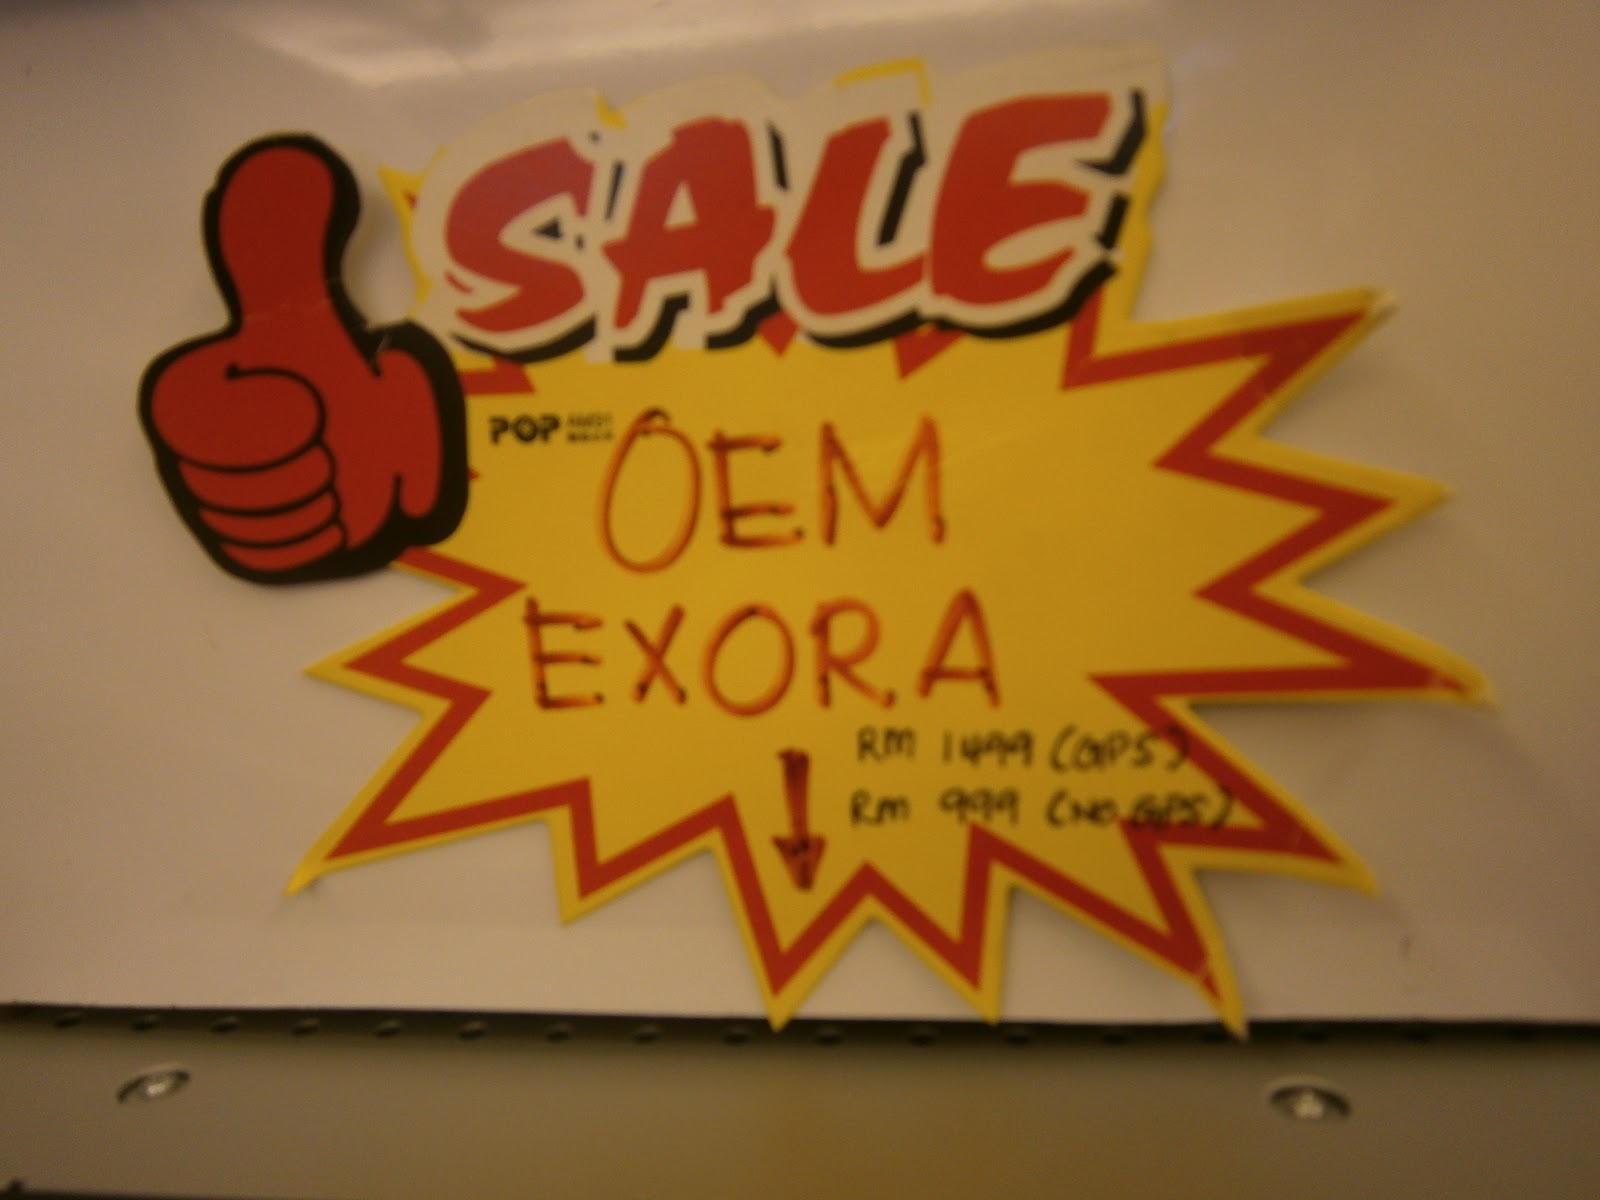 SALE
POP
OEM
EXORA
RM 1499 (GPS)
RM 999 (NO GPS)